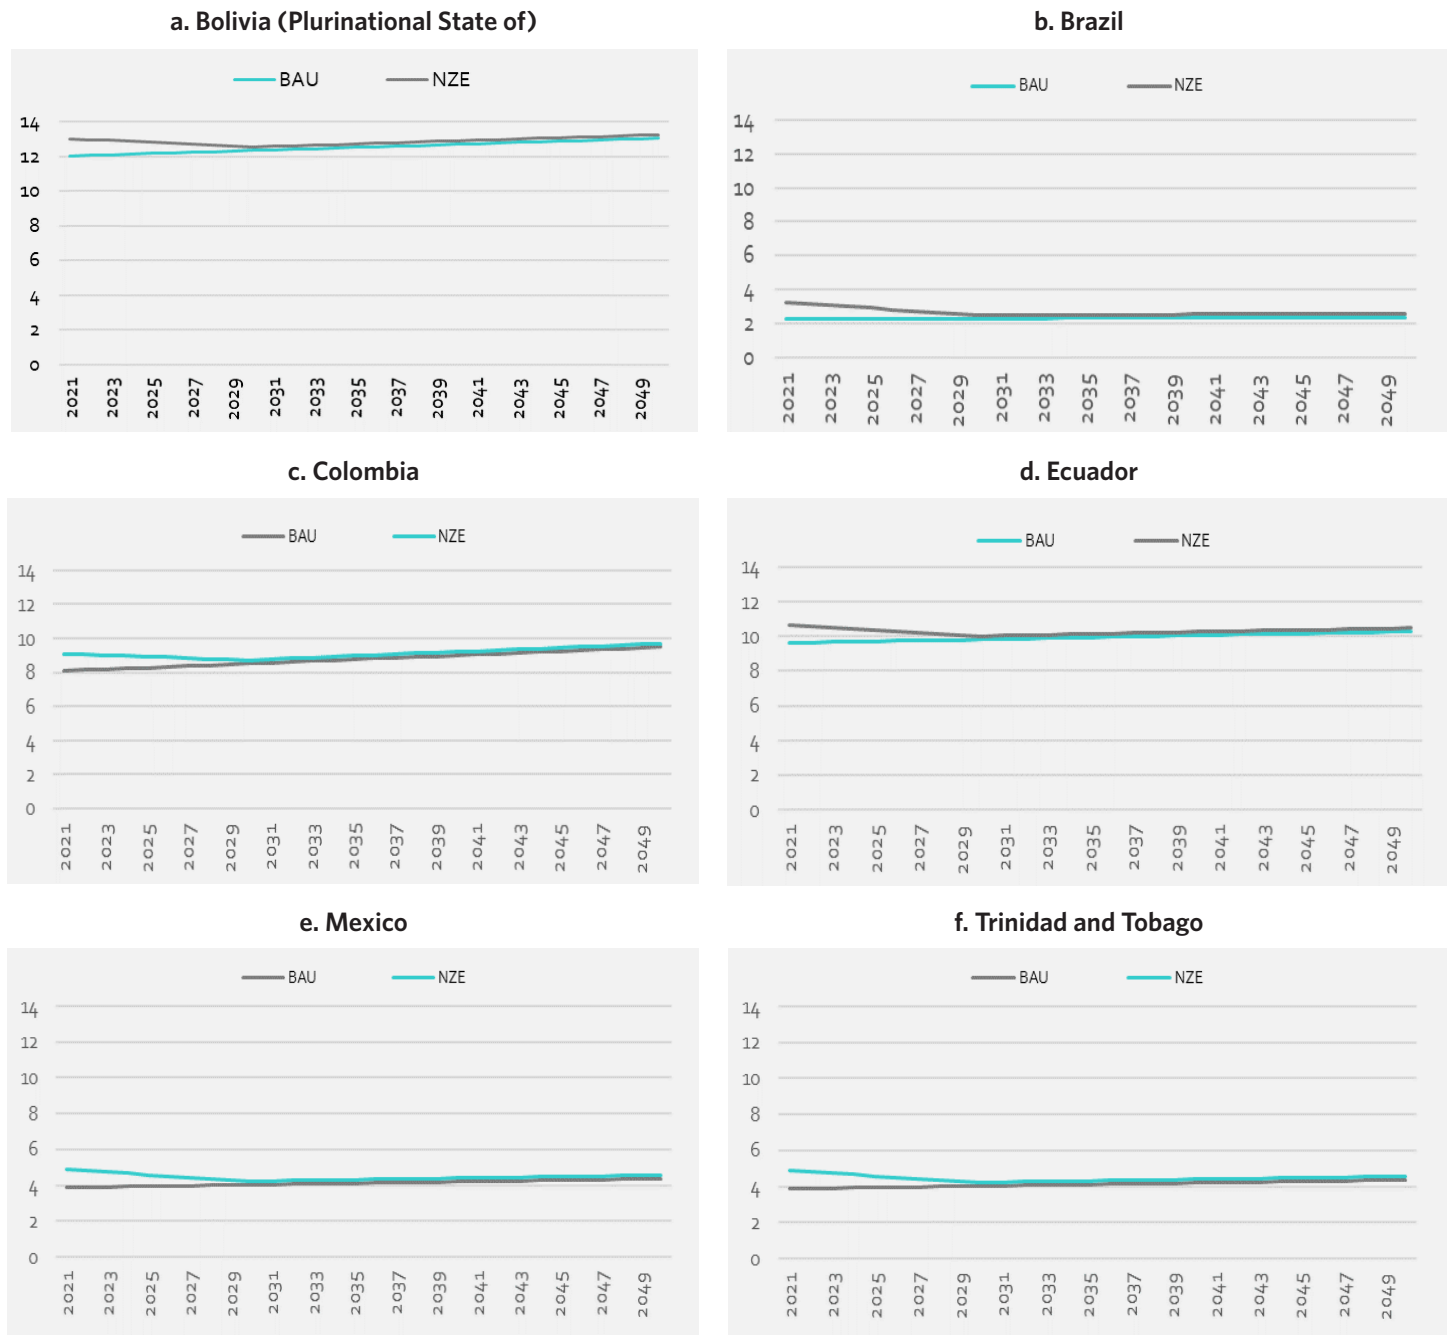 a. Bolivia (Plurinational State of)
BAU NZE
14
12
10
8
6
4
2
0
2021 2023 2025 2027 2029 2031 2033 2035 2037 2039 2041 2043 2045 2047 2049
b. Brazil
BAU NZE
14
12
10
8
6
4
2
0
2021 2023 2025 2027 2029 2031 2033 2035 2037 2039 2041 2043 2045 2047 2049
c. Colombia
BAU NZE
14
12
10
8
6
4
2
0
2021 2023 2025 2027 2029 2031 2033 2035 2037 2039 2041 2043 2045 2047 2049
d. Ecuador
BAU NZE
14
12
10
8
6
4
2
0
2021 2023 2025 2027 2029 2031 2033 2035 2037 2039 2041 2043 2045 2047 2049
e. Mexico
BAU NZE
14
12
10
8
6
4
2
0
2021 2023 2025 2027 2029 2031 2033 2035 2037 2039 2041 2043 2045 2047 2049
f. Trinidad and Tobago
BAU NZE
14
12
10
8
6
4
2
0
2021 2023 2025 2027 2029 2031 2033 2035 2037 2039 2041 2043 2045 2047 2049